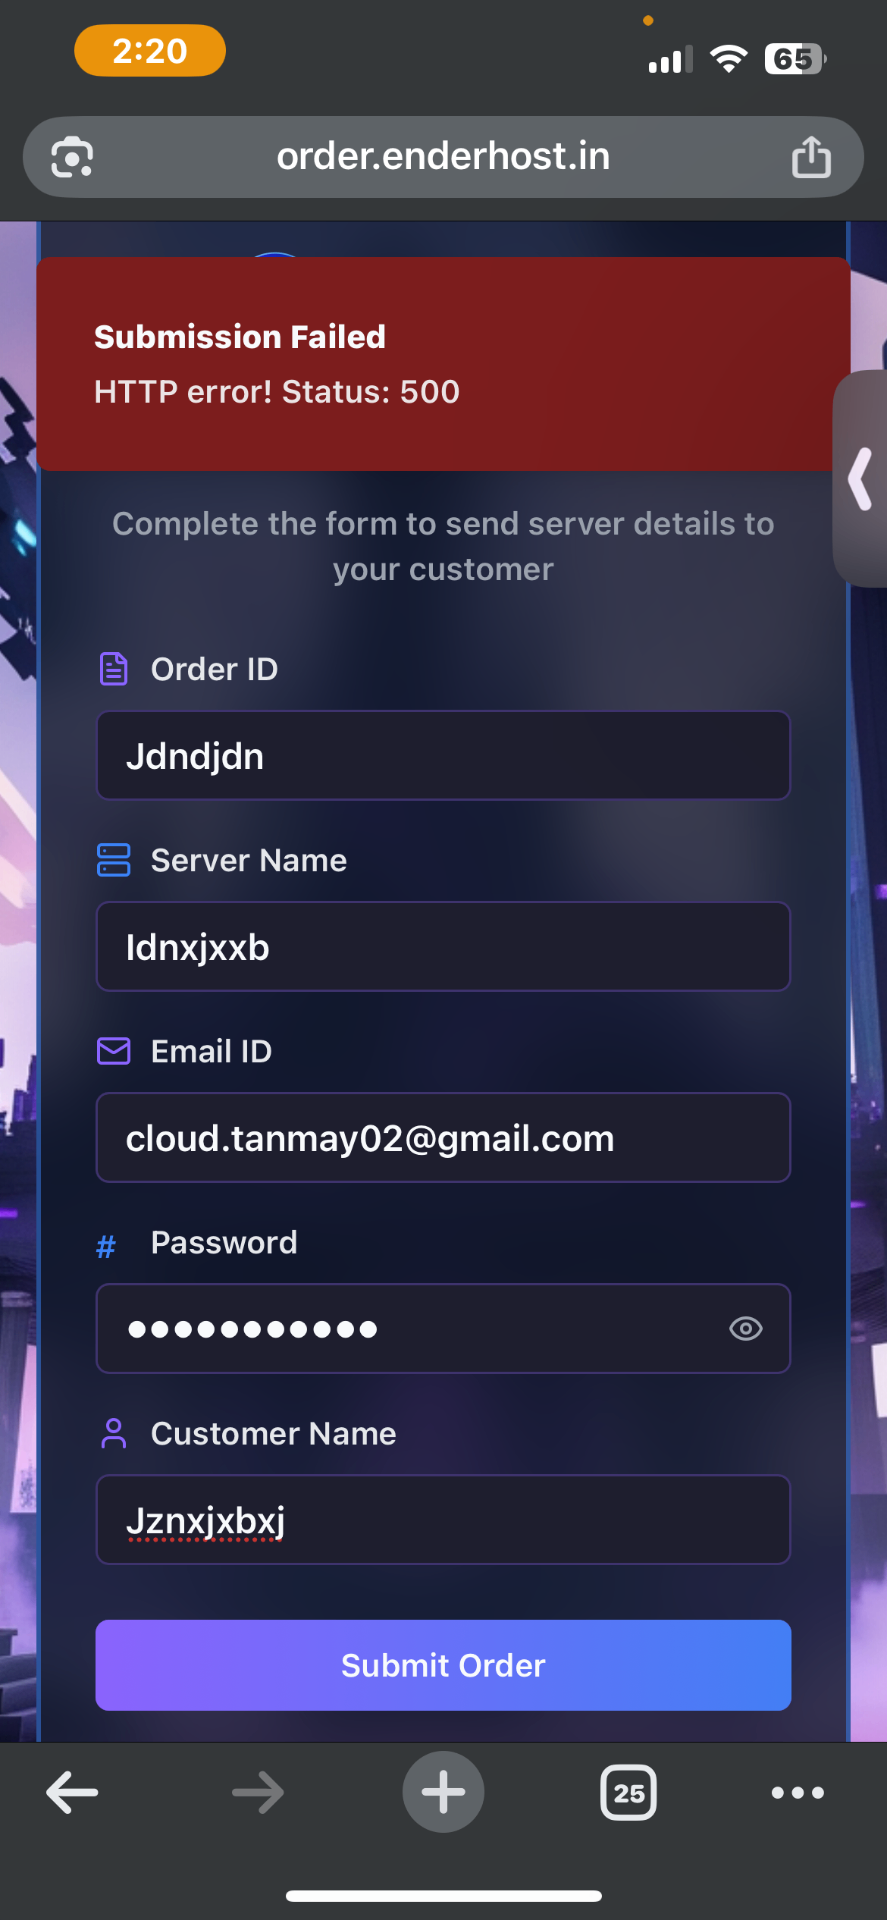 2:20
65
order.enderhost.in
Submission Failed
HTTP error! Status: 500
Complete the form to send server details to
your customer
Order ID
Jdndjdn
Server Name
Idnxjxxb
Email ID
cloud.tanmay02@gmail.com
# Password
●●●●●●●●●●●
Customer Name
Jznxjxbxj
Submit Order
25